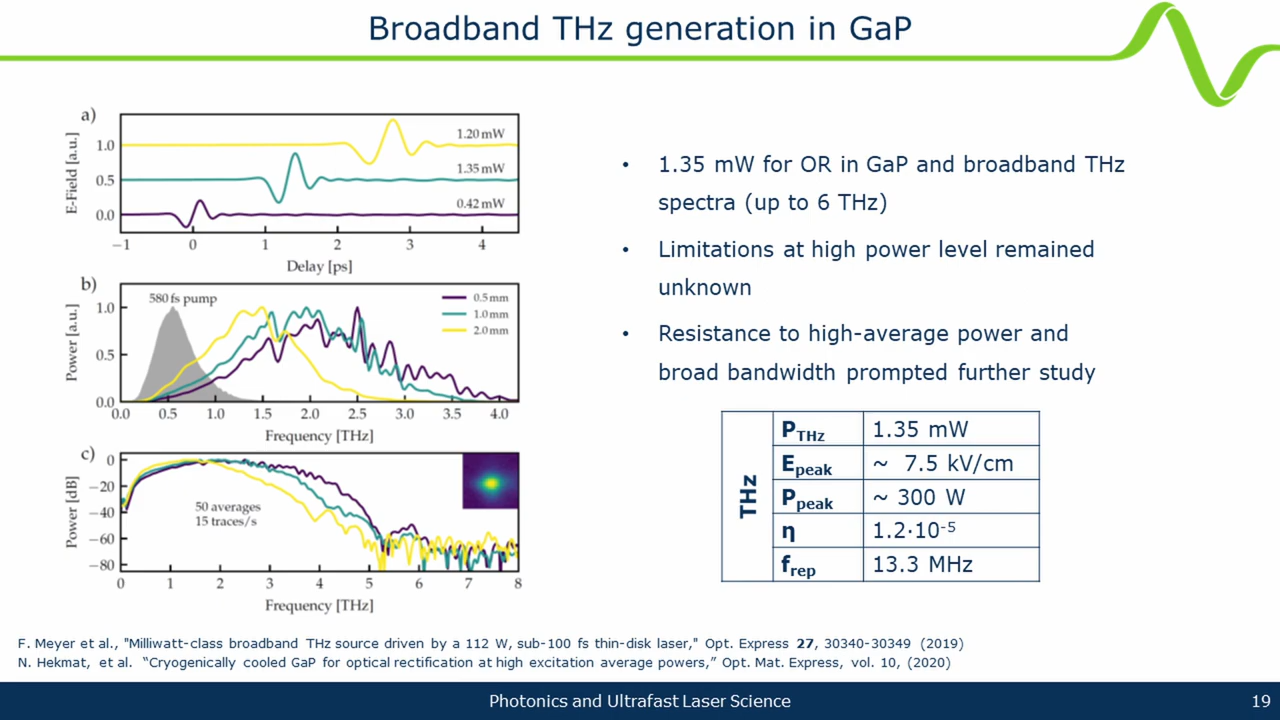 Broadband THz generation in GaP
a)
E-Field [a.u.]
1.0
0.5
0.0
1.20 mW
1.35 mW
0.42 mW
−1 0 1 2 3 4
Delay [ps]
b)
Power [a.u.]
1.0
0.5
0.0
580 fs pump
0.5 mm
1.0 mm
2.0 mm
0.0 0.5 1.0 1.5 2.0 2.5 3.0 3.5 4.0
Frequency [THz]
c)
Power [dB]
0
−20
−40
−60
−80
50 averages
15 traces/s
0 1 2 3 4 5 6 7 8
Frequency [THz]
• 1.35 mW for OR in GaP and broadband THz
spectra (up to 6 THz)
• Limitations at high power level remained
unknown
• Resistance to high-average power and
broad bandwidth prompted further study
THz
PTHz 1.35 mW
Epeak ~ 7.5 kV/cm
Ppeak ~ 300 W
η 1.2·10-5
frep 13.3 MHz
F. Meyer et al., "Milliwatt-class broadband THz source driven by a 112 W, sub-100 fs thin-disk laser," Opt. Express 27, 30340-30349 (2019)
N. Hekmat, et al. “Cryogenically cooled GaP for optical rectification at high excitation average powers,” Opt. Mat. Express, vol. 10, (2020)
Photonics and Ultrafast Laser Science
19